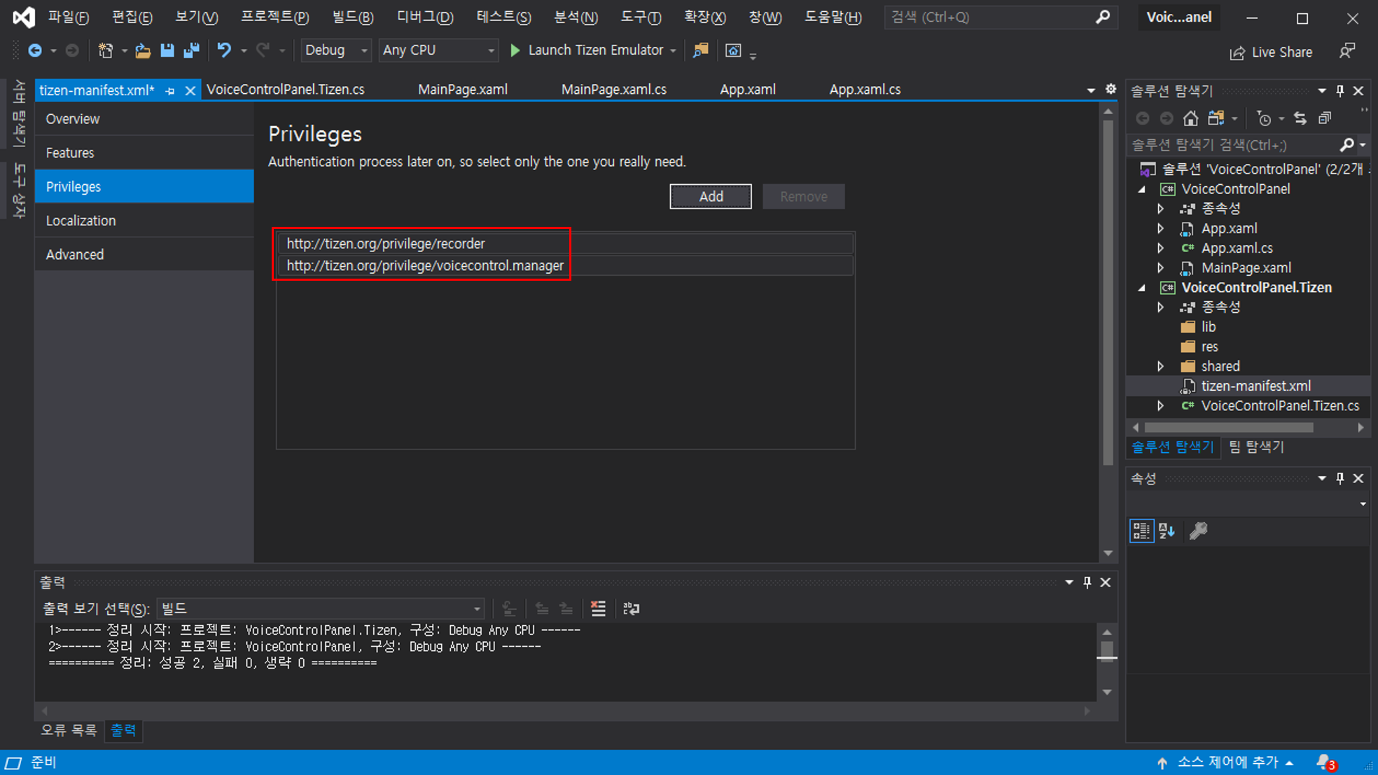 파일(F) 편집(E) 보기(V) 프로젝트(P) 빌드(B) 디버그(D) 테스트(S) 분석(N) 도구(T) 확장(X) 창(W) 도움말(H) 검색 (Ctrl+Q) Voic...anel
Debug Any CPU Launch Tizen Emulator Live Share
서버 탐색기
도구 상자
tizen-manifest.xml* VoiceControlPanel.Tizen.cs MainPage.xaml MainPage.xaml.cs App.xaml App.xaml.cs
Overview
Features
Privileges
Localization
Advanced
Privileges
Authentication process later on, so select only the one you really need.
Add Remove
http://tizen.org/privilege/recorder
http://tizen.org/privilege/voicecontrol.manager
솔루션 탐색기
솔루션 탐색기 검색(Ctrl+;)
솔루션 'VoiceControlPanel' (2/2개
C# VoiceControlPanel
종속성
App.xaml
C# App.xaml.cs
MainPage.xaml
C# VoiceControlPanel.Tizen
종속성
lib
res
shared
tizen-manifest.xml
C# VoiceControlPanel.Tizen.cs
솔루션 탐색기 팀 탐색기
속성
출력
출력 보기 선택(S): 빌드
1>------ 정리 시작: 프로젝트: VoiceControlPanel.Tizen, 구성: Debug Any CPU ------
2>------ 정리 시작: 프로젝트: VoiceControlPanel, 구성: Debug Any CPU ------
========== 정리: 성공 2, 실패 0, 생략 0 ==========
오류 목록 출력
준비 소스 제어에 추가 3